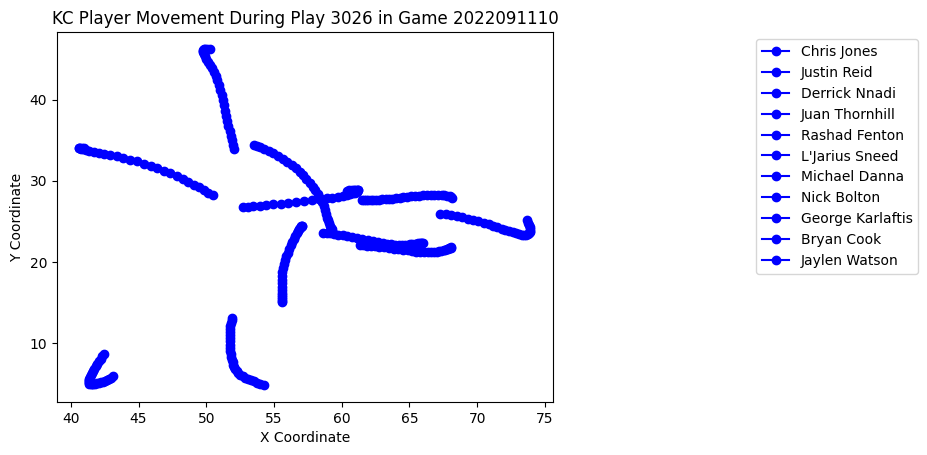 KC Player Movement During Play 3026 in Game 2022091110
Y Coordinate
40
30
20
10
40 45 50 55 60 65 70 75
X Coordinate
Chris Jones
Justin Reid
Derrick Nnadi
Juan Thornhill
Rashad Fenton
L'Jarius Sneed
Michael Danna
Nick Bolton
George Karlaftis
Bryan Cook
Jaylen Watson